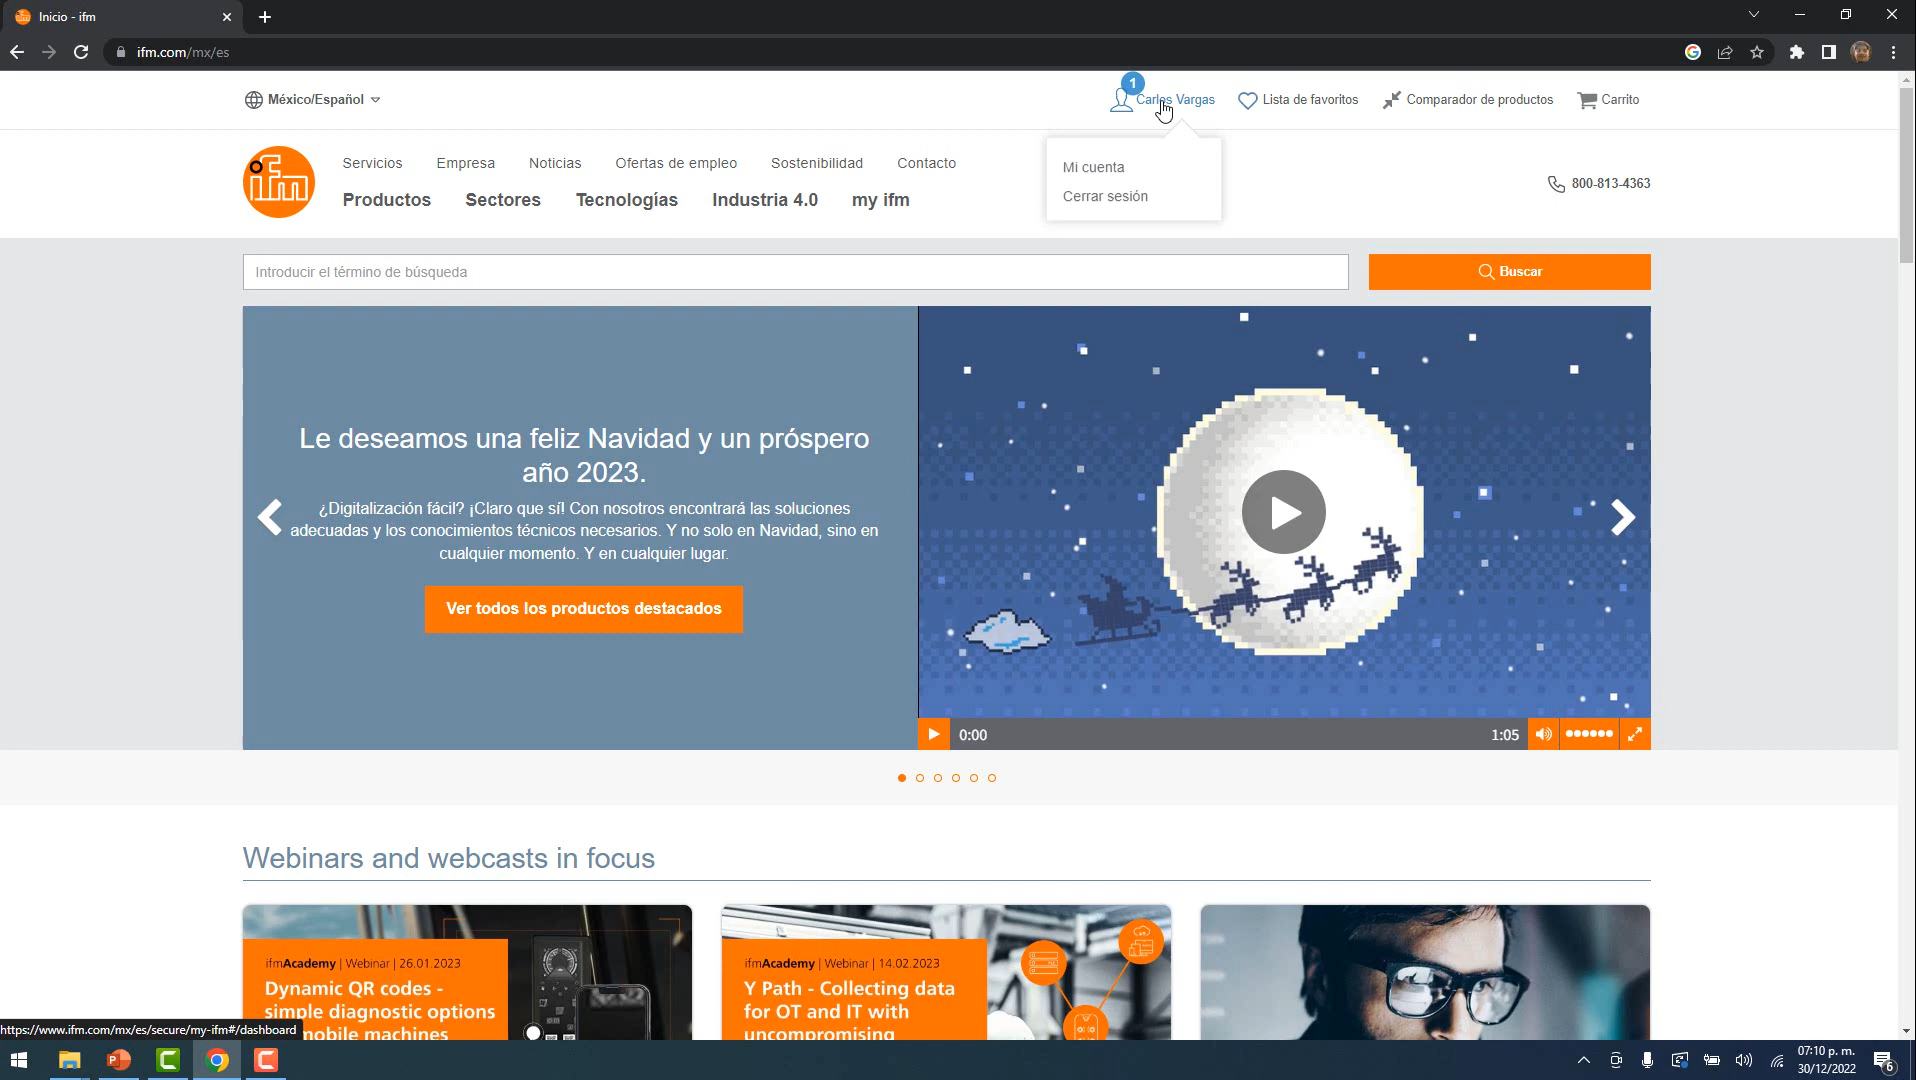 Inicio - ifm
ifm.com/mx/es
México/Español
1
Carlos Vargas
Lista de favoritos
Comparador de productos
Carrito
ifm
Servicios
Empresa
Noticias
Ofertas de empleo
Sostenibilidad
Contacto
Productos
Sectores
Tecnologías
Industria 4.0
my ifm
Mi cuenta
Cerrar sesión
800-813-4363
Introducir el término de búsqueda
Buscar
Le deseamos una feliz Navidad y un próspero
año 2023.
¿Digitalización fácil? ¡Claro que sí! Con nosotros encontrará las soluciones
adecuadas y los conocimientos técnicos necesarios. Y no solo en Navidad, sino en
cualquier momento. Y en cualquier lugar.
Ver todos los productos destacados
0:00
1:05
Webinars and webcasts in focus
ifmAcademy | Webinar | 26.01.2023
Dynamic QR codes -
simple diagnostic options
mobile machines
ifmAcademy | Webinar | 14.02.2023
Y Path - Collecting data
for OT and IT with
uncompromising
https://www.ifm.com/mx/es/secure/my-ifm#/dashboard
07:10 p. m.
30/12/2022
6